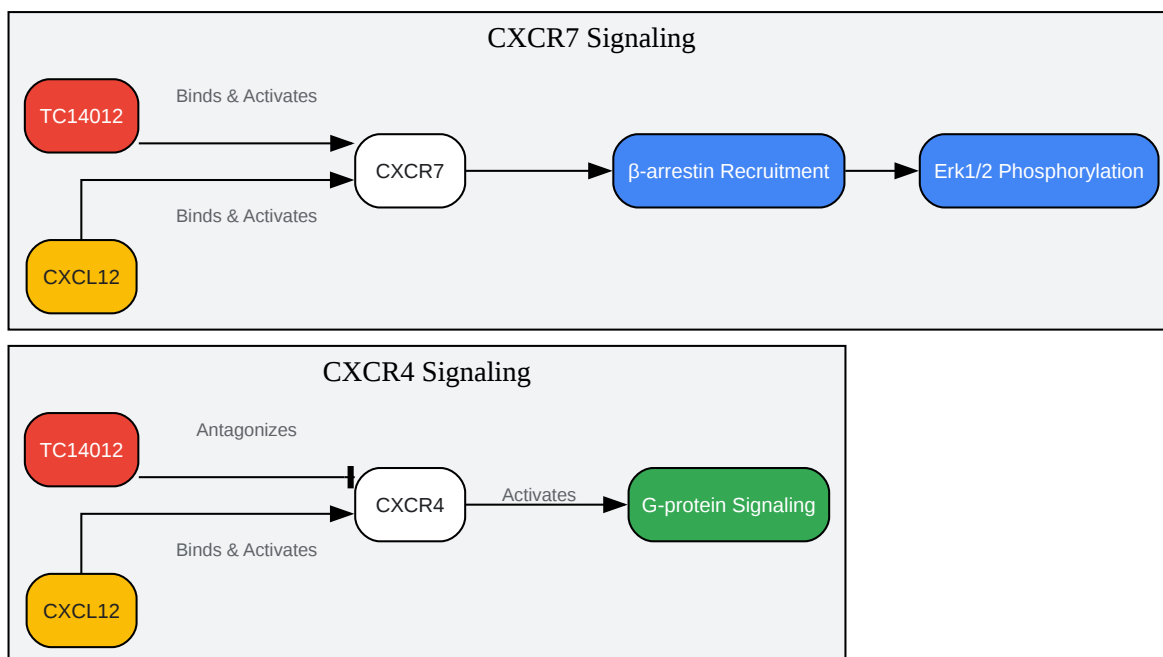 CXCR7 Signaling
TC14012
Binds & Activates
CXCR7
β-arrestin Recruitment
Erk1/2 Phosphorylation
Binds & Activates
CXCL12
CXCR4 Signaling
TC14012
Antagonizes
CXCR4
Activates
G-protein Signaling
Binds & Activates
CXCL12